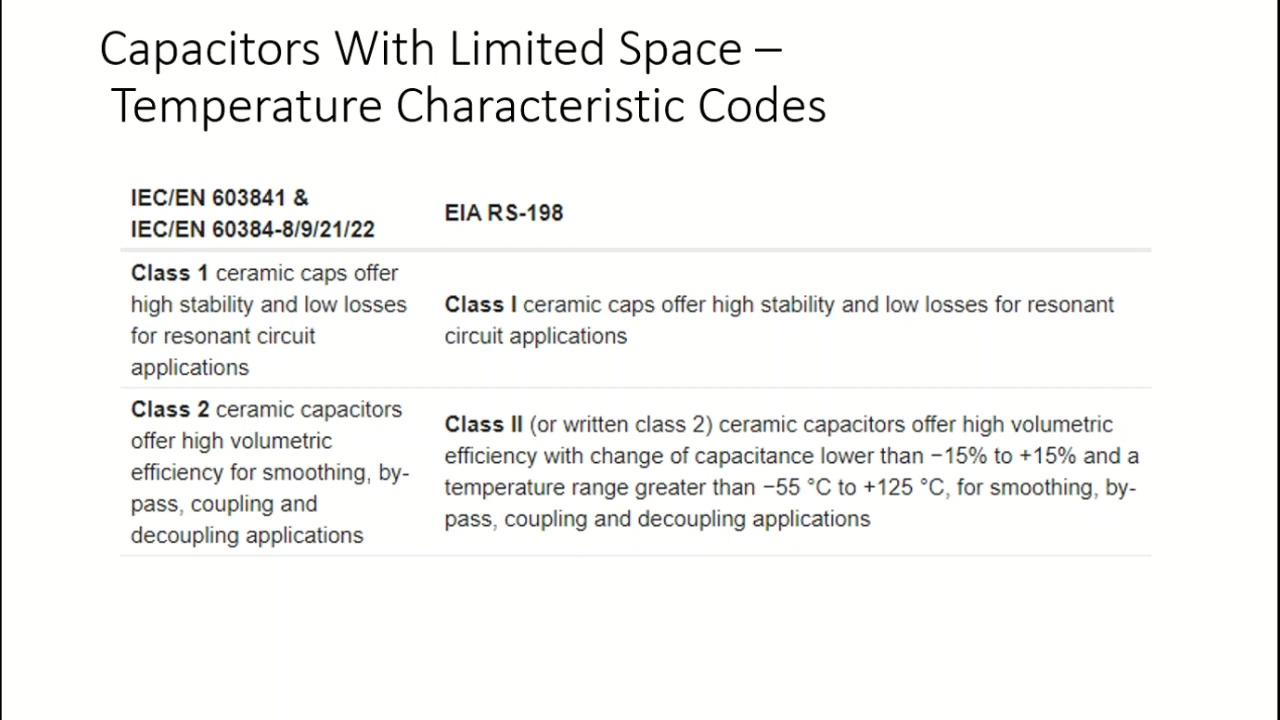 Capacitors With Limited Space –
Temperature Characteristic Codes
IEC/EN 603841 &
IEC/EN 60384-8/9/21/22
EIA RS-198
Class 1 ceramic caps offer
high stability and low losses
for resonant circuit
applications
Class I ceramic caps offer high stability and low losses for resonant
circuit applications
Class 2 ceramic capacitors
offer high volumetric
efficiency for smoothing, by-
pass, coupling and
decoupling applications
Class II (or written class 2) ceramic capacitors offer high volumetric
efficiency with change of capacitance lower than −15% to +15% and a
temperature range greater than −55 °C to +125 °C, for smoothing, by-
pass, coupling and decoupling applications